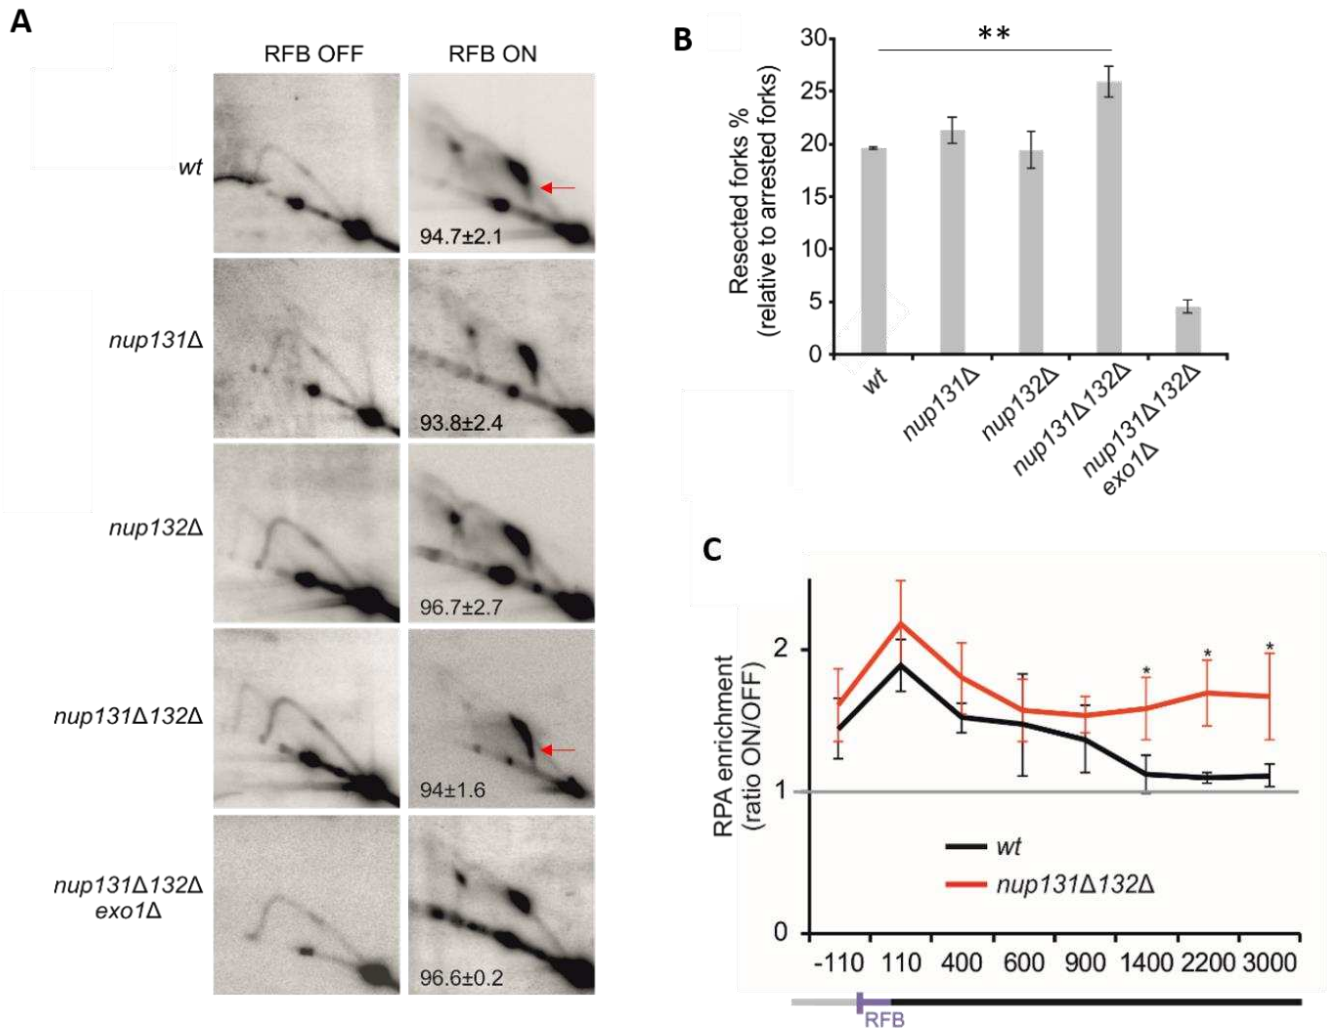 A
RFB OFF
RFB ON
wt
94.7±2.1
nup131Δ
93.8±2.4
nup132Δ
96.7±2.7
nup131Δ132Δ
94±1.6
nup131Δ132Δ
exo1Δ
96.6±0.2
B
Resected forks %
(relative to arrested forks)
30
25
20
15
10
5
0
**
wt
nup131Δ
nup132Δ
nup131Δ132Δ
nup131Δ132Δ
exo1Δ
C
RPA enrichment
(ratio ON/OFF)
2
1
0
*
*
*
wt
nup131Δ132Δ
-110 110 400 600 900 1400 2200 3000
RFB